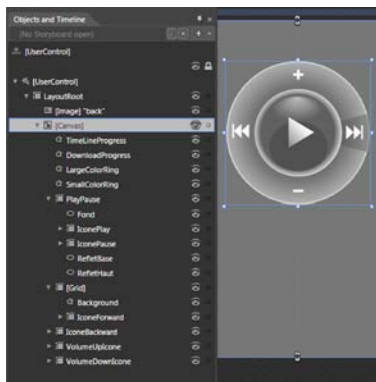 Objects and Timeline
(No Storyboard open)
[UserControl]
[UserControl]
LayoutRoot
[Image] "back"
[Canvas]
TimeLineProgress
DownloadProgress
LargeColorRing
SmallColorRing
PlayPause
Fond
IconePlay
IconePause
RefletBase
RefletHaut
[Grid]
Background
IconeForward
IconeBackward
VolumeUpIcone
VolumeDownIcone